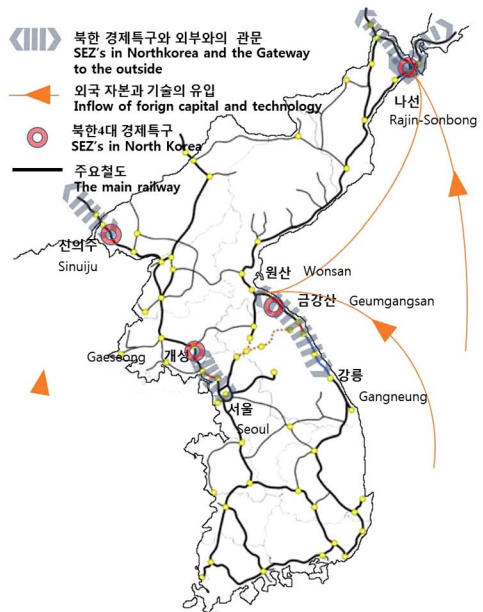 북한 경제특구와 외부와의 관문
SEZ's in Northkorea and the Gateway
to the outside
외국 자본과 기술의 유입
Inflow of forign capital and technology
북한4대 경제특구
SEZ's in North Korea
주요철도
The main railway
나선
Rajin-Sonbong
신의주
Sinuiju
원산 Wonsan
금강산 Geumgangsan
Gaeseong 개성
강릉
Gangneung
서울
Seoul